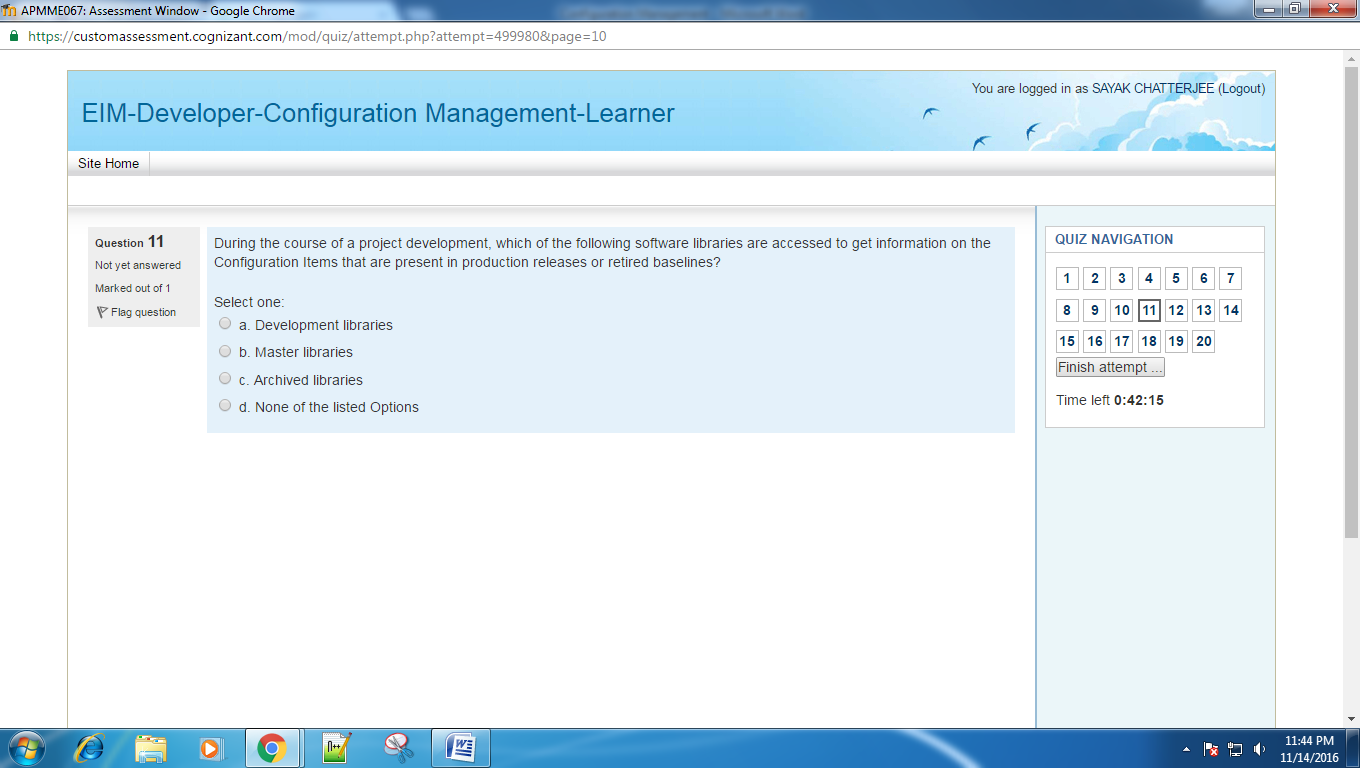 APMME067: Assessment Window - Google Chrome
https://customassessment.cognizant.com/mod/quiz/attempt.php?attempt=499980&page=10
You are logged in as SAYAK CHATTERJEE (Logout)
EIM-Developer-Configuration Management-Learner
Site Home
Question 11
Not yet answered
Marked out of 1
Flag question
During the course of a project development, which of the following software libraries are accessed to get information on the
Configuration Items that are present in production releases or retired baselines?
Select one:
a. Development libraries
b. Master libraries
c. Archived libraries
d. None of the listed Options
QUIZ NAVIGATION
1 2 3 4 5 6 7
8 9 10 11 12 13 14
15 16 17 18 19 20
Finish attempt ...
Time left 0:42:15
11:44 PM
11/14/2016